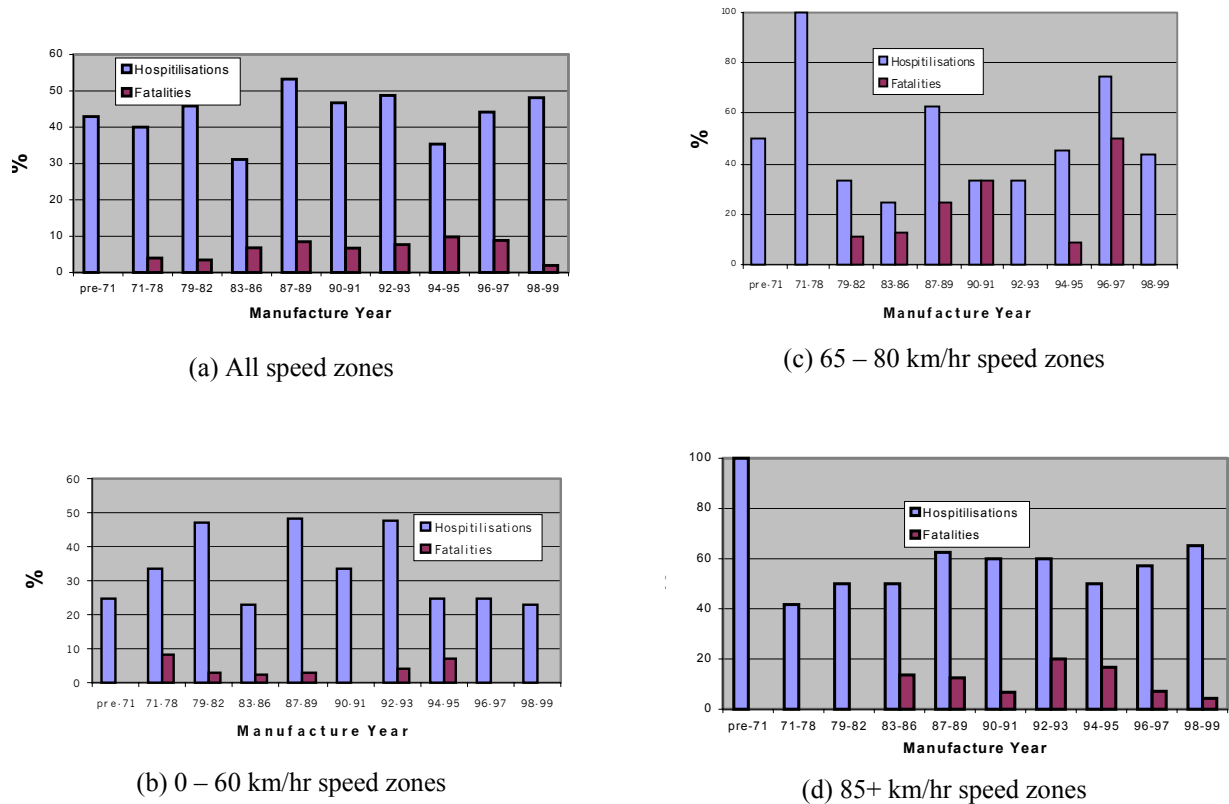 60
50
40
30
20
10
0
%
Hospitilisations
Fatalities
pre-71 71-78 79-82 83-86 87-89 90-91 92-93 94-95 96-97 98-99
Manufacture Year
(a) All speed zones
100
80
60
40
20
0
%
Hospitilisations
Fatalities
pre-71 71-78 79-82 83-86 87-89 90-91 92-93 94-95 96-97 98-99
Manufacture Year
(c) 65 – 80 km/hr speed zones
60
50
40
30
20
10
0
%
Hospitilisations
Fatalities
pre-71 71-78 79-82 83-86 87-89 90-91 92-93 94-95 96-97 98-99
Manufacture Year
(b) 0 – 60 km/hr speed zones
100
80
60
40
20
0
Hospitilisations
Fatalities
pre-71 71-78 79-82 83-86 87-89 90-91 92-93 94-95 96-97 98-99
Manufacture Year
(d) 85+ km/hr speed zones